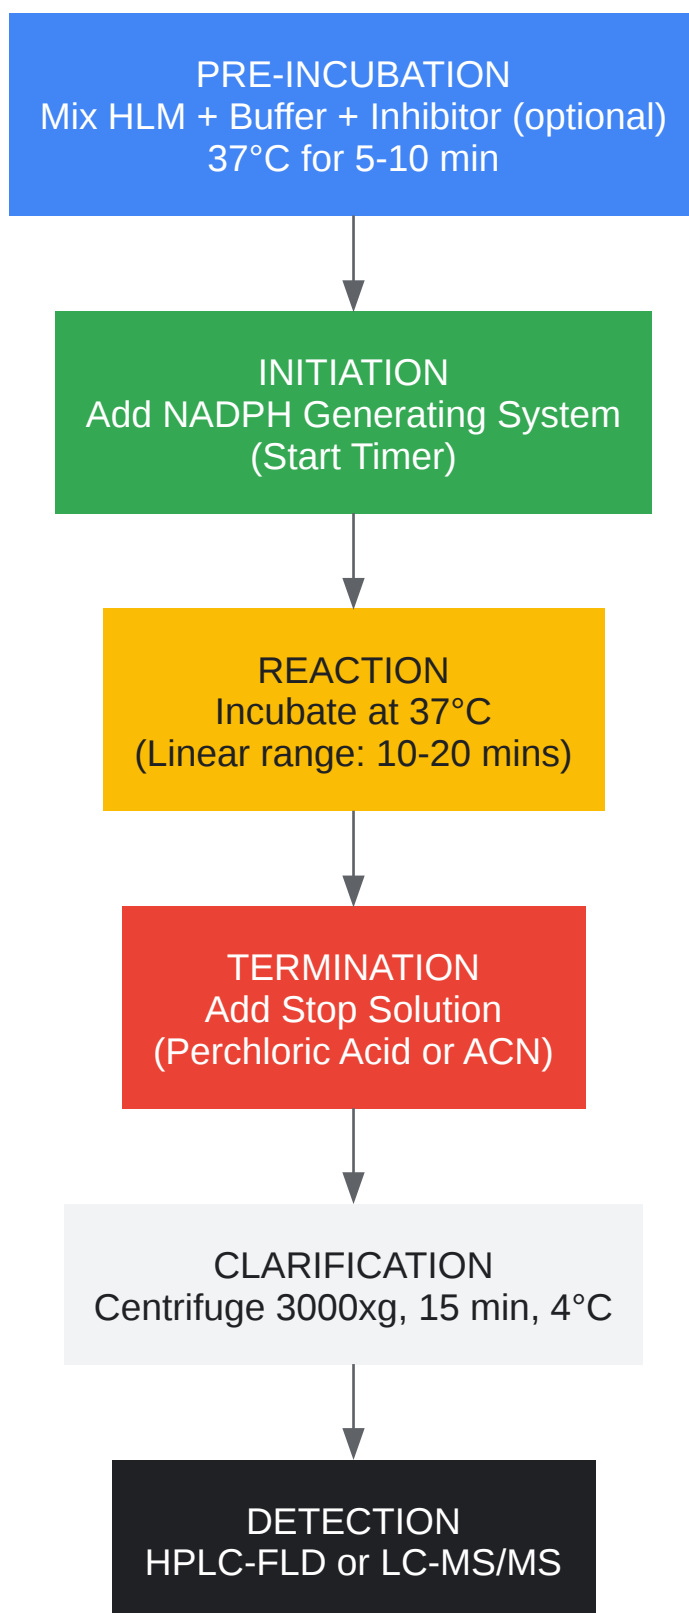 PRE-INCUBATION
Mix HLM + Buffer + Inhibitor (optional)
37°C for 5-10 min
INITIATION
Add NADPH Generating System
(Start Timer)
REACTION
Incubate at 37°C
(Linear range: 10-20 mins)
TERMINATION
Add Stop Solution
(Perchloric Acid or ACN)
CLARIFICATION
Centrifuge 3000xg, 15 min, 4°C
DETECTION
HPLC-FLD or LC-MS/MS